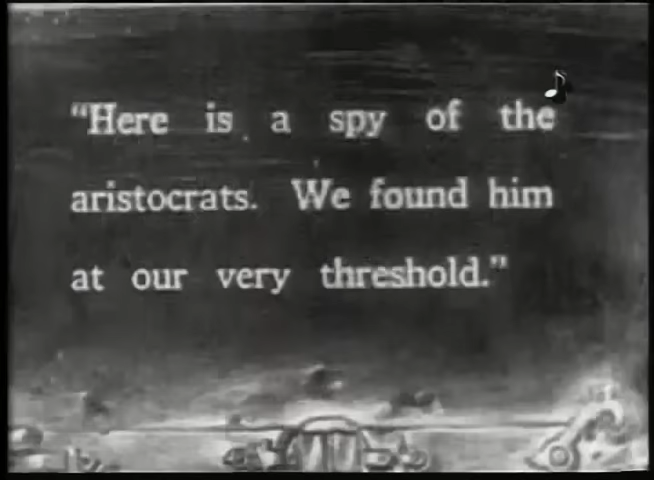 “Here is a spy of the
aristocrats. We found him
at our very threshold.”